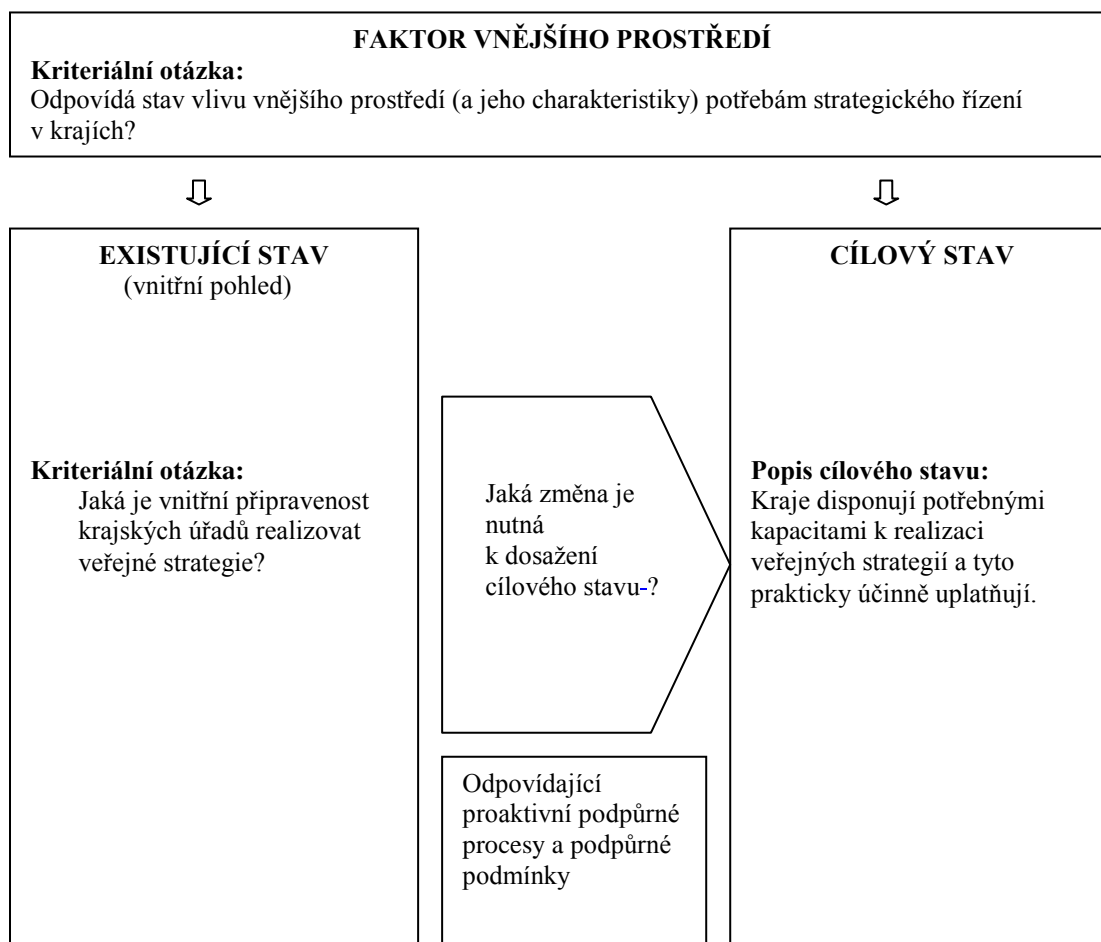 FAKTOR VNĚJŠÍHO PROSTŘEDÍ
Kriteriální otázka:
Odpovídá stav vlivu vnějšího prostředí (a jeho charakteristiky) potřebám strategického řízení
v krajích?
EXISTUJÍCÍ STAV
(vnitřní pohled)
Kriteriální otázka:
Jaká je vnitřní připravenost
krajských úřadů realizovat
veřejné strategie?
Jaká změna je
nutná
k dosažení
cílového stavu-?
Odpovídající
proaktivní podpůrné
procesy a podpůrné
podmínky
CÍLOVÝ STAV
Popis cílového stavu:
Kraje disponují potřebnými
kapacitami k realizaci
veřejných strategií a tyto
prakticky účinně uplatňují.